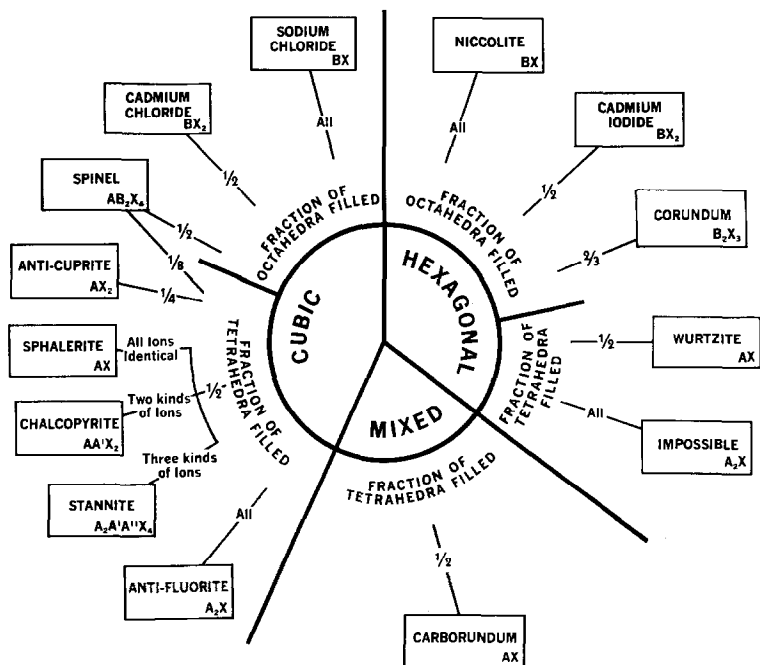 SODIUM
CHLORIDE
BX
All
NICCOLITE
BX
All
CADMIUM
CHLORIDE
BX₂
1/2
CADMIUM
IODIDE
BX₂
1/2
SPINEL
AB₂X₄
1/2
1/8
CORUNDUM
B₂X₃
2/3
FRACTION OF
OCTAHEDRA FILLED
FRACTION OF
OCTAHEDRA FILLED
ANTI-CUPRITE
AX₂
1/4
CUBIC
HEXAGONAL
MIXED
SPHALERITE
AX
All Ions
Identical
1/2
FRACTION OF
TETRAHEDRA
FILLED
FRACTION OF
TETRAHEDRA FILLED
WURTZITE
AX
1/2
CHALCOPYRITE
AA'X₂
Two kinds
of Ions
IMPOSSIBLE
A₂X
All
Three kinds
of Ions
STANNITE
A₂A'A''X₄
FRACTION OF
TETRAHEDRA FILLED
All
ANTI-FLUORITE
A₂X
1/2
CARBORUNDUM
AX